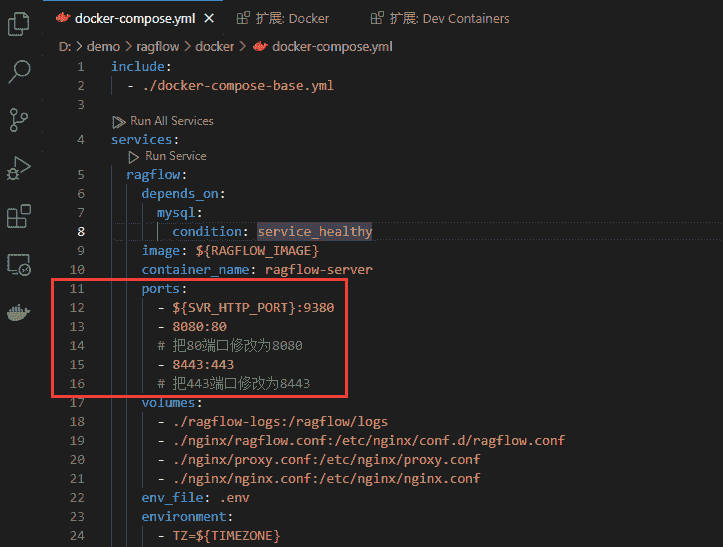 docker-compose.yml × 扩展: Docker 扩展: Dev Containers
D: > demo > ragflow > docker > docker-compose.yml
1 include:
2   - ./docker-compose-base.yml
3
Run All Services
4 services:
Run Service
5   ragflow:
6     depends_on:
7       mysql:
8         condition: service_healthy
9     image: ${RAGFLOW_IMAGE}
10     container_name: ragflow-server
11     ports:
12       - ${SVR_HTTP_PORT}:9380
13       - 8080:80
14       # 把80端口修改为8080
15       - 8443:443
16       # 把443端口修改为8443
17     volumes:
18       - ./ragflow-logs:/ragflow/logs
19       - ./nginx/ragflow.conf:/etc/nginx/conf.d/ragflow.conf
20       - ./nginx/proxy.conf:/etc/nginx/proxy.conf
21       - ./nginx/nginx.conf:/etc/nginx/nginx.conf
22     env_file: .env
23     environment:
24       - TZ=${TIMEZONE}